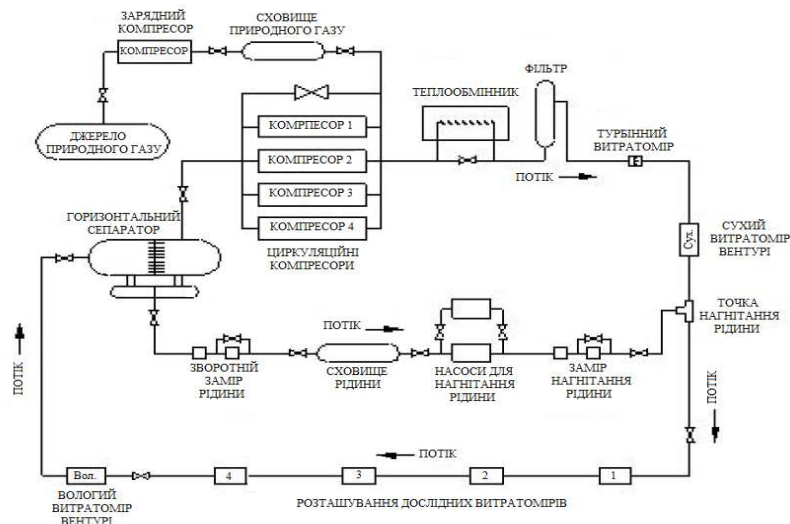 ЗАРЯДНИЙ
КОМПРЕСОР
КОМПРЕСОР
СХОВИЩЕ
ПРИРОДНОГО ГАЗУ
ДЖЕРЕЛО
ПРИРОДНОГО ГАЗУ
КОМРПЕСОР 1
КОМПРЕСОР 2
КОМПРЕСОР 3
КОМПРЕСОР 4
ЦИРКУЛЯЦІЙНІ
КОМПРЕСОРИ
ТЕПЛООБМІННИК
ФІЛЬТР
ТУРБІННИЙ
ВИТРАТОМІР
ПОТІК
Сух.
СУХИЙ
ВИТРАТОМІР
ВЕНТУРІ
ГОРИЗОНТАЛЬНИЙ
СЕПАРАТОР
ТОЧКА
НАГНІТАННЯ
РІДИНИ
ПОТІК
ЗВОРОТНІЙ
ЗАМІР
РІДИНИ
СХОВИЩЕ
РІДИНИ
НАСОСИ ДЛЯ
НАГНІТАННЯ
РІДИНИ
ЗАМІР
НАГНІТАННЯ
РІДИНИ
ПОТІК
ПОТІК
ПОТІК
Вол.
4
3
2
1
ВОЛОГИЙ
ВИТРАТОМІР
ВЕНТУРІ
РОЗТАШУВАННЯ ДОСЛІДНИХ ВИТРАТОМІРІВ